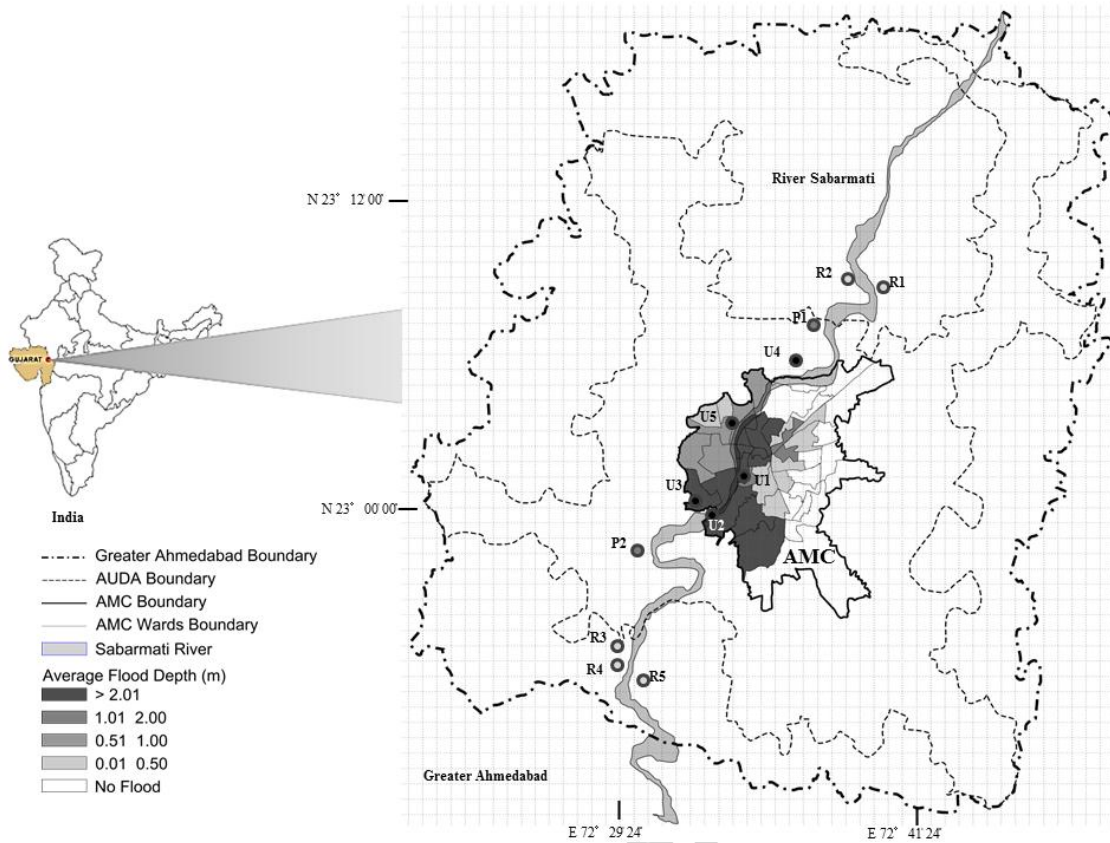 River Sabarmati
N 23° 12' 00'
R2
R1
P1
U4
GUJARAT
U5
U1
U3
N 23° 00' 00'
U2
India
P2
AMC
Greater Ahmedabad Boundary
AUDA Boundary
AMC Boundary
AMC Wards Boundary
Sabarmati River
R3
R4
R5
Average Flood Depth (m)
> 2.01
1.01 2.00
0.51 1.00
0.01 0.50
No Flood
Greater Ahmedabad
E 72° 29'24'
E 72° 41'24'